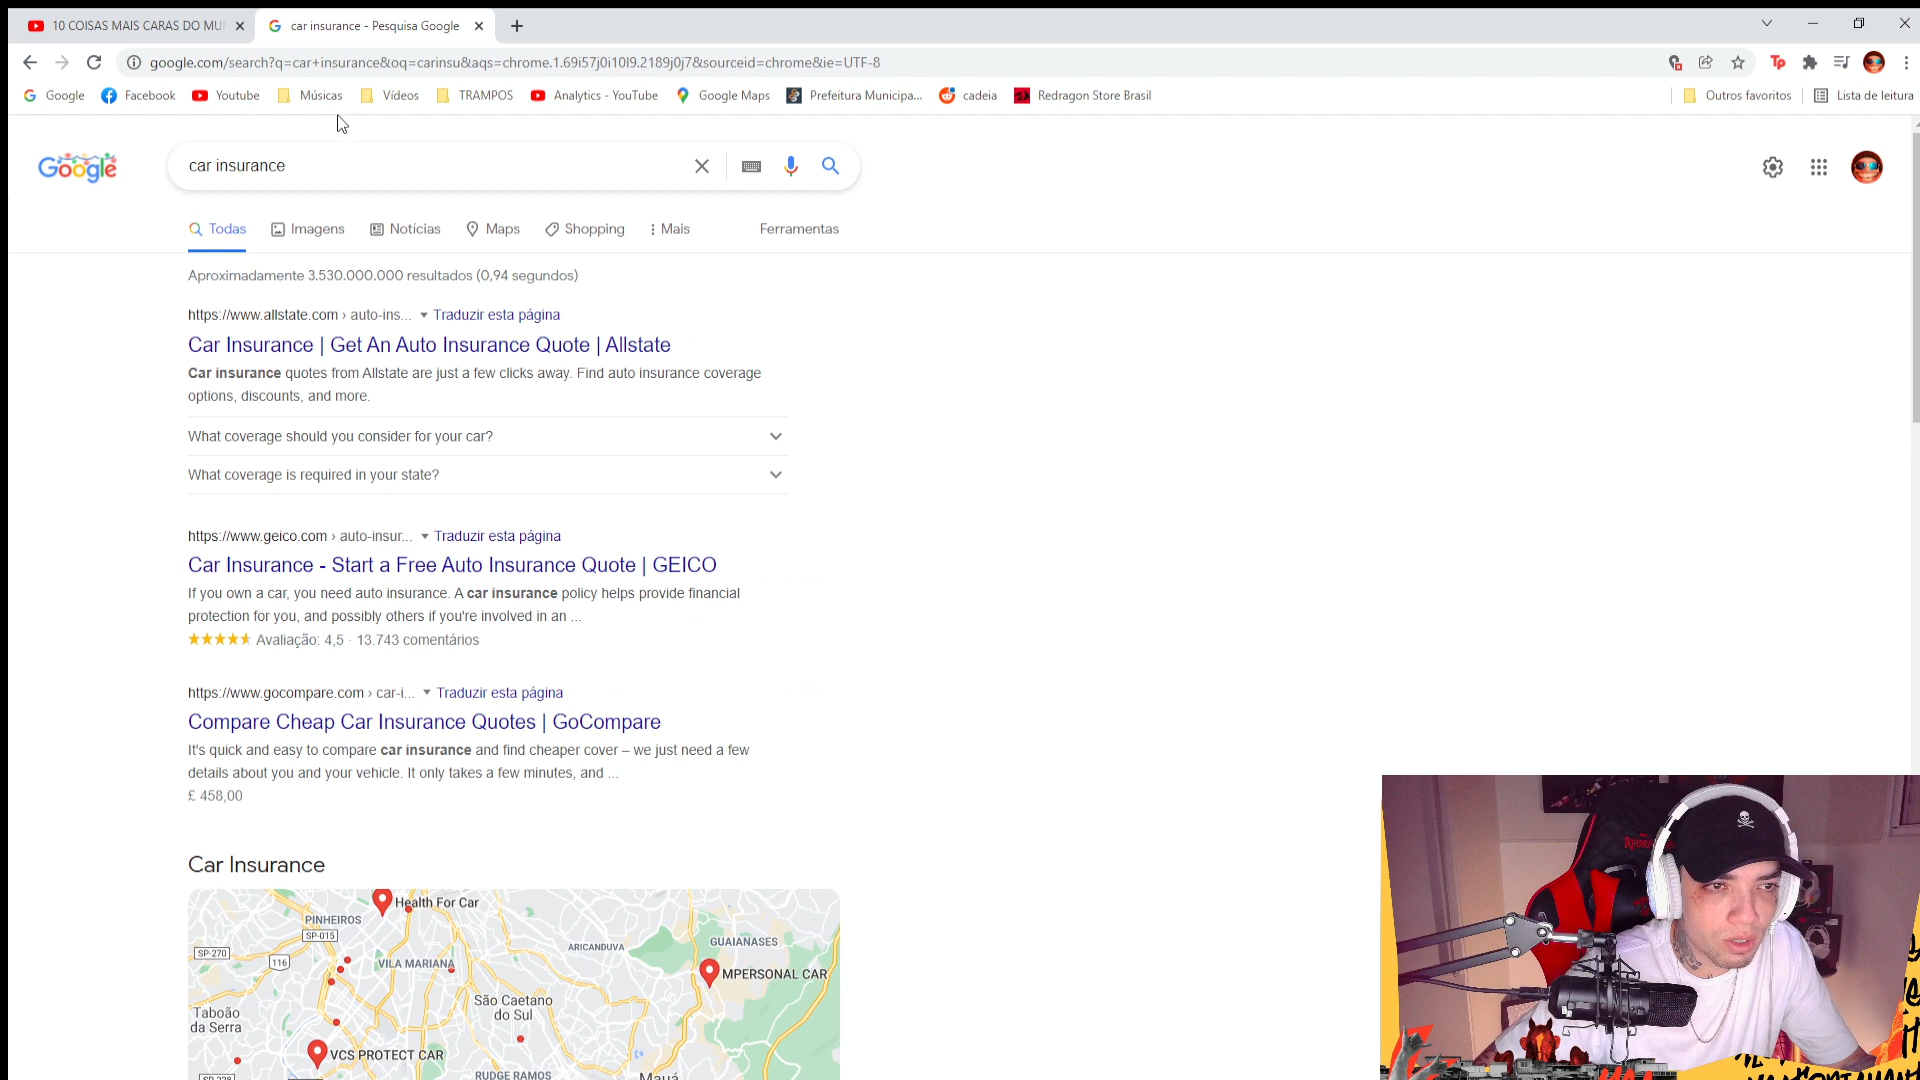 10 COISAS MAIS CARAS DO MU
car insurance - Pesquisa Google
google.com/search?q=car+insurance&oq=carinsu&aqs=chrome.1.69i57j0i10l9.2189j0j7&sourceid=chrome&ie=UTF-8
Google Facebook Youtube Músicas Vídeos TRAMPOS Analytics - YouTube Google Maps Prefeitura Municipa... cadeia Redragon Store Brasil Outros favoritos Lista de leitura
Google
car insurance
Todas Imagens Notícias Maps Shopping Mais Ferramentas
Aproximadamente 3.530.000.000 resultados (0,94 segundos)
https://www.allstate.com › auto-ins... Traduzir esta página
Car Insurance | Get An Auto Insurance Quote | Allstate
Car insurance quotes from Allstate are just a few clicks away. Find auto insurance coverage
options, discounts, and more.
What coverage should you consider for your car?
What coverage is required in your state?
https://www.geico.com › auto-insur... Traduzir esta página
Car Insurance - Start a Free Auto Insurance Quote | GEICO
If you own a car, you need auto insurance. A car insurance policy helps provide financial
protection for you, and possibly others if you're involved in an ...
Avaliação: 4,5 · 13.743 comentários
https://www.gocompare.com › car-i... Traduzir esta página
Compare Cheap Car Insurance Quotes | GoCompare
It's quick and easy to compare car insurance and find cheaper cover – we just need a few
details about you and your vehicle. It only takes a few minutes, and ...
£ 458,00
Car Insurance
Health For Car
PINHEIROS
SP-015
ARICANDUVA
GUAIANASES
SP-270
116
VILA MARIANA
MPERSONAL CAR
São Caetano
do Sul
Taboão
da Serra
VCS PROTECT CAR
RUDGE RAMOS
Mauá